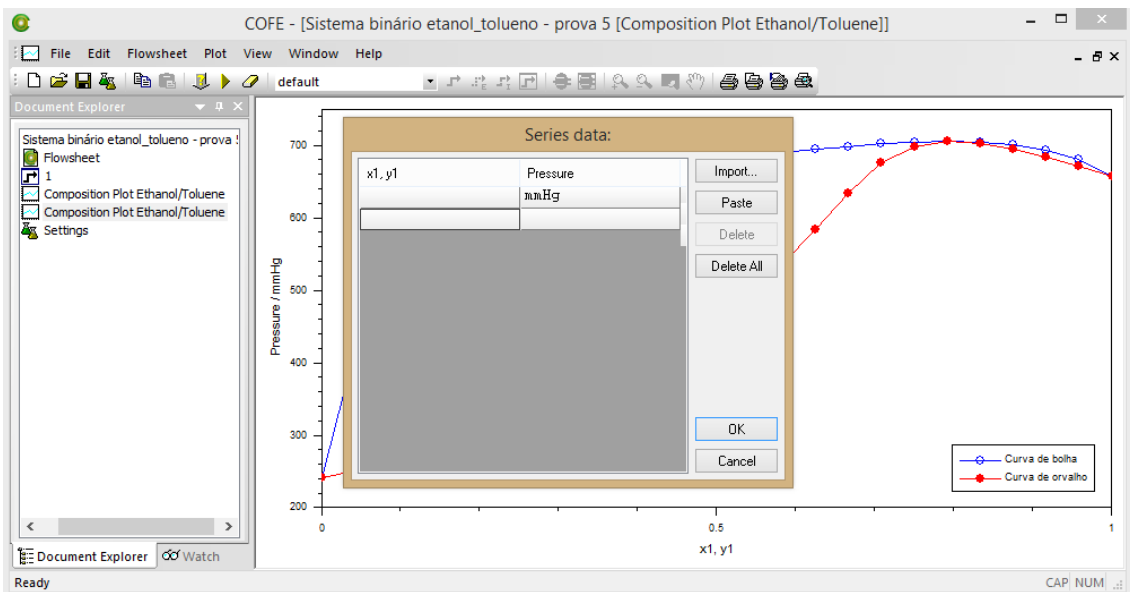 COFE - [Sistema binário etanol_tolueno - prova 5 [Composition Plot Ethanol/Toluene]]
File Edit Flowsheet Plot View Window Help
default
Document Explorer
Sistema binário etanol_tolueno - prova
Flowsheet
1
Composition Plot Ethanol/Toluene
Composition Plot Ethanol/Toluene
Settings
Document Explorer
Watch
Series data:
x1, y1 Pressure
mmHg
Import...
Paste
Delete
Delete All
OK
Cancel
700
600
500
400
300
200
Pressure / mmHg
0 0.5 1
x1, y1
Curva de bolha
Curva de orvalho
Ready
CAP NUM